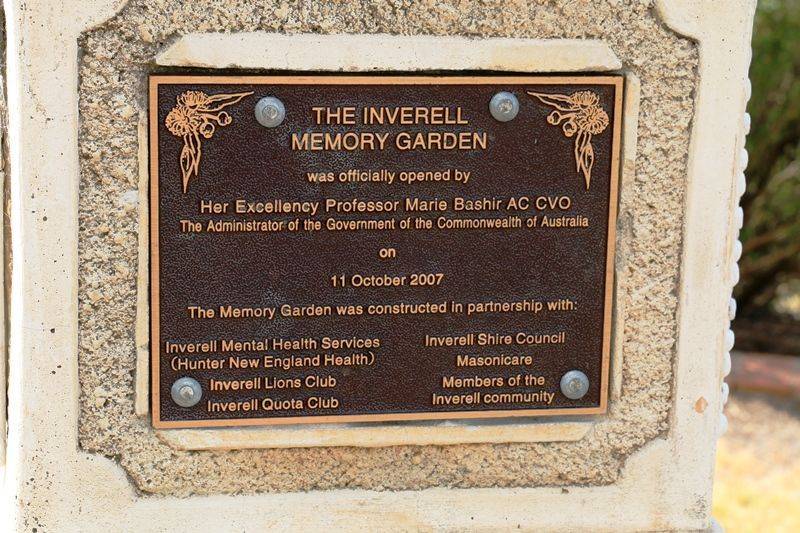 THE INVERELL
MEMORY GARDEN
was officially opened by
Her Excellency Professor Marie Bashir AC CVO
The Administrator of the Government of the Commonwealth of Australia
on
11 October 2007
The Memory Garden was constructed in partnership with:
Inverell Mental Health Services
(Hunter New England Health)
Inverell Lions Club
Inverell Quota Club
Inverell Shire Council
Masonicare
Members of the
Inverell community